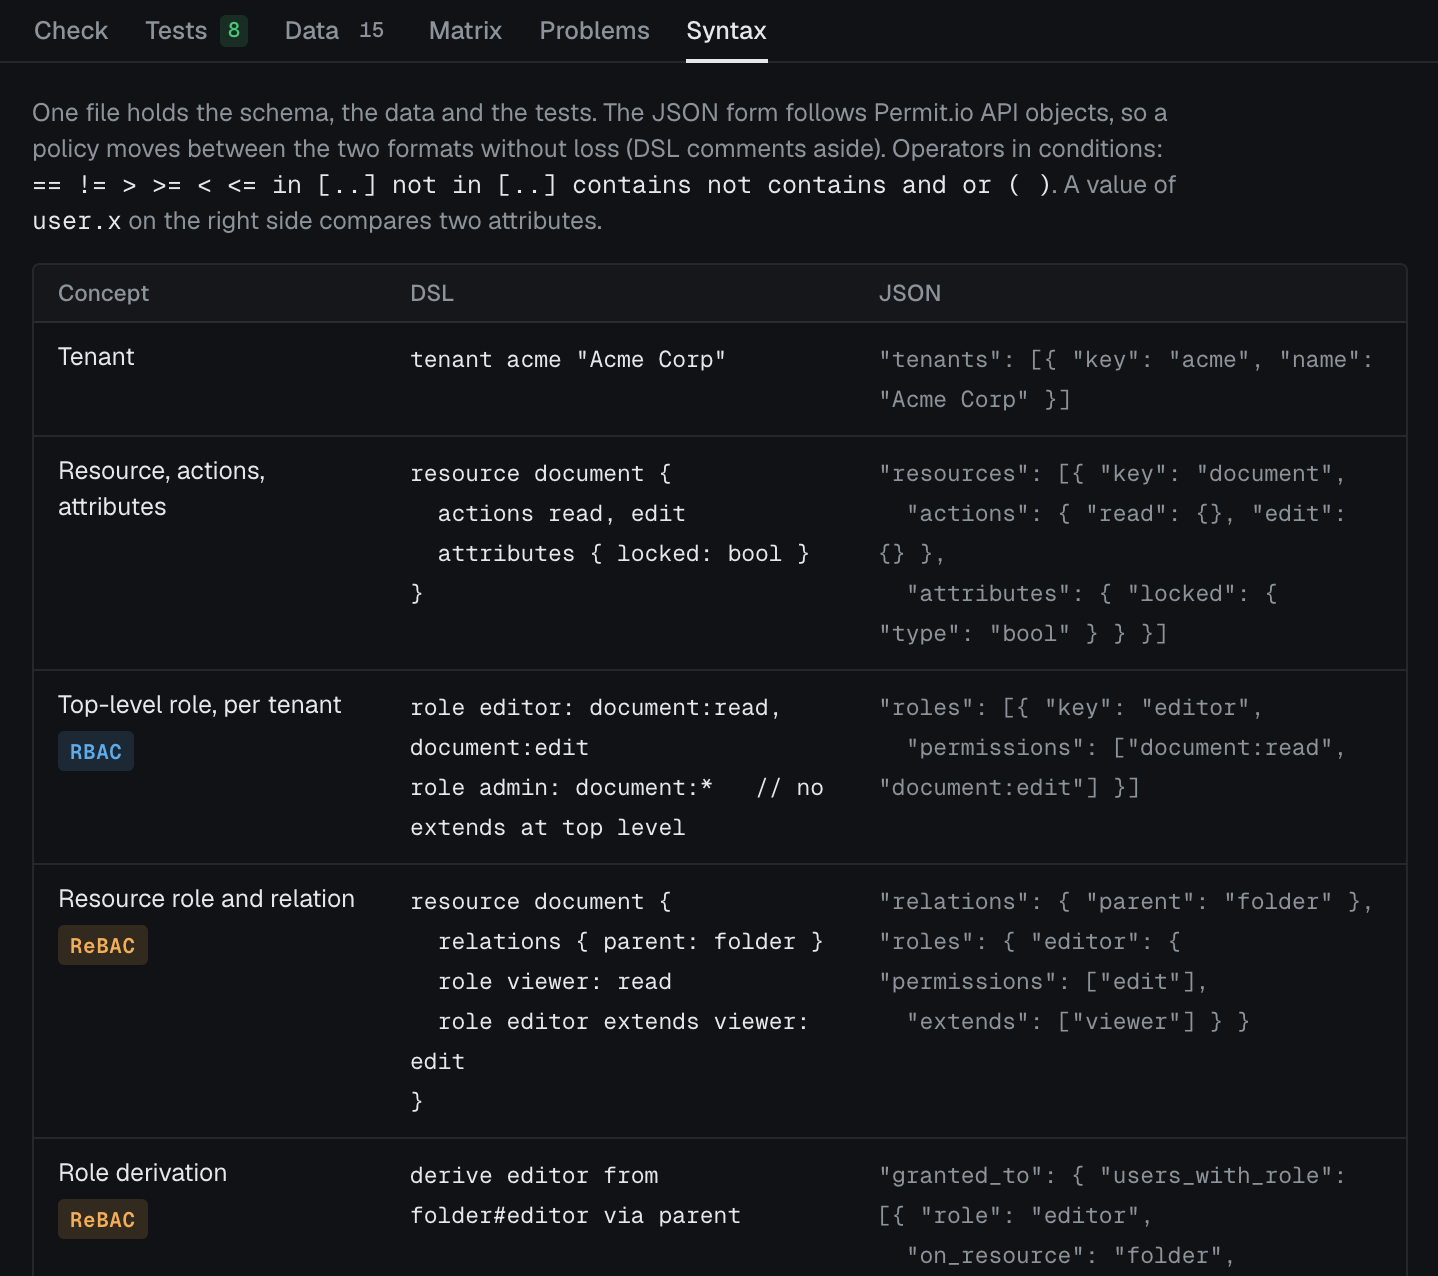 Check Tests 8 Data 15 Matrix Problems Syntax
One file holds the schema, the data and the tests. The JSON form follows Permit.io API objects, so a
policy moves between the two formats without loss (DSL comments aside). Operators in conditions:
== != > >= < <= in [..] not in [..] contains not contains and or ( ). A value of
user.x on the right side compares two attributes.
Concept DSL JSON
Tenant
tenant acme "Acme Corp"
"tenants": [{ "key": "acme", "name":
"Acme Corp" }]
Resource, actions,
attributes
resource document {
  actions read, edit
  attributes { locked: bool }
}
"resources": [{ "key": "document",
  "actions": { "read": {}, "edit":
{} },
  "attributes": { "locked": {
"type": "bool" } } }]
Top-level role, per tenant
RBAC
role editor: document:read,
document:edit
role admin: document:*   // no
extends at top level
"roles": [{ "key": "editor",
  "permissions": ["document:read",
"document:edit"] }]
Resource role and relation
ReBAC
resource document {
  relations { parent: folder }
  role viewer: read
  role editor extends viewer:
edit
}
"relations": { "parent": "folder" },
"roles": { "editor": {
"permissions": ["edit"],
  "extends": ["viewer"] } }
Role derivation
ReBAC
derive editor from
folder#editor via parent
"granted_to": { "users_with_role":
[{ "role": "editor",
  "on_resource": "folder",